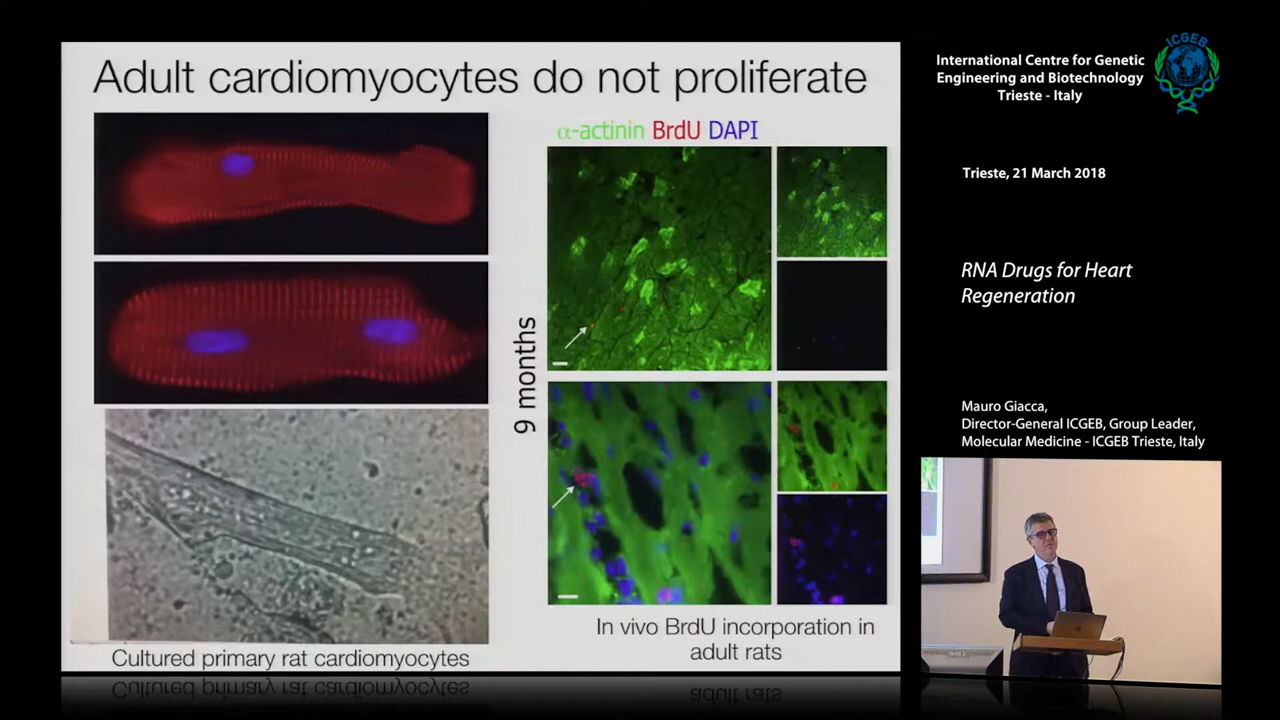 Adult cardiomyocytes do not proliferate
α-actinin BrdU DAPI
9 months
Cultured primary rat cardiomyocytes
In vivo BrdU incorporation in
adult rats
International Centre for Genetic
Engineering and Biotechnology
Trieste - Italy
ICGEB
Trieste, 21 March 2018
RNA Drugs for Heart
Regeneration
Mauro Giacca,
Director-General ICGEB, Group Leader,
Molecular Medicine - ICGEB Trieste, Italy